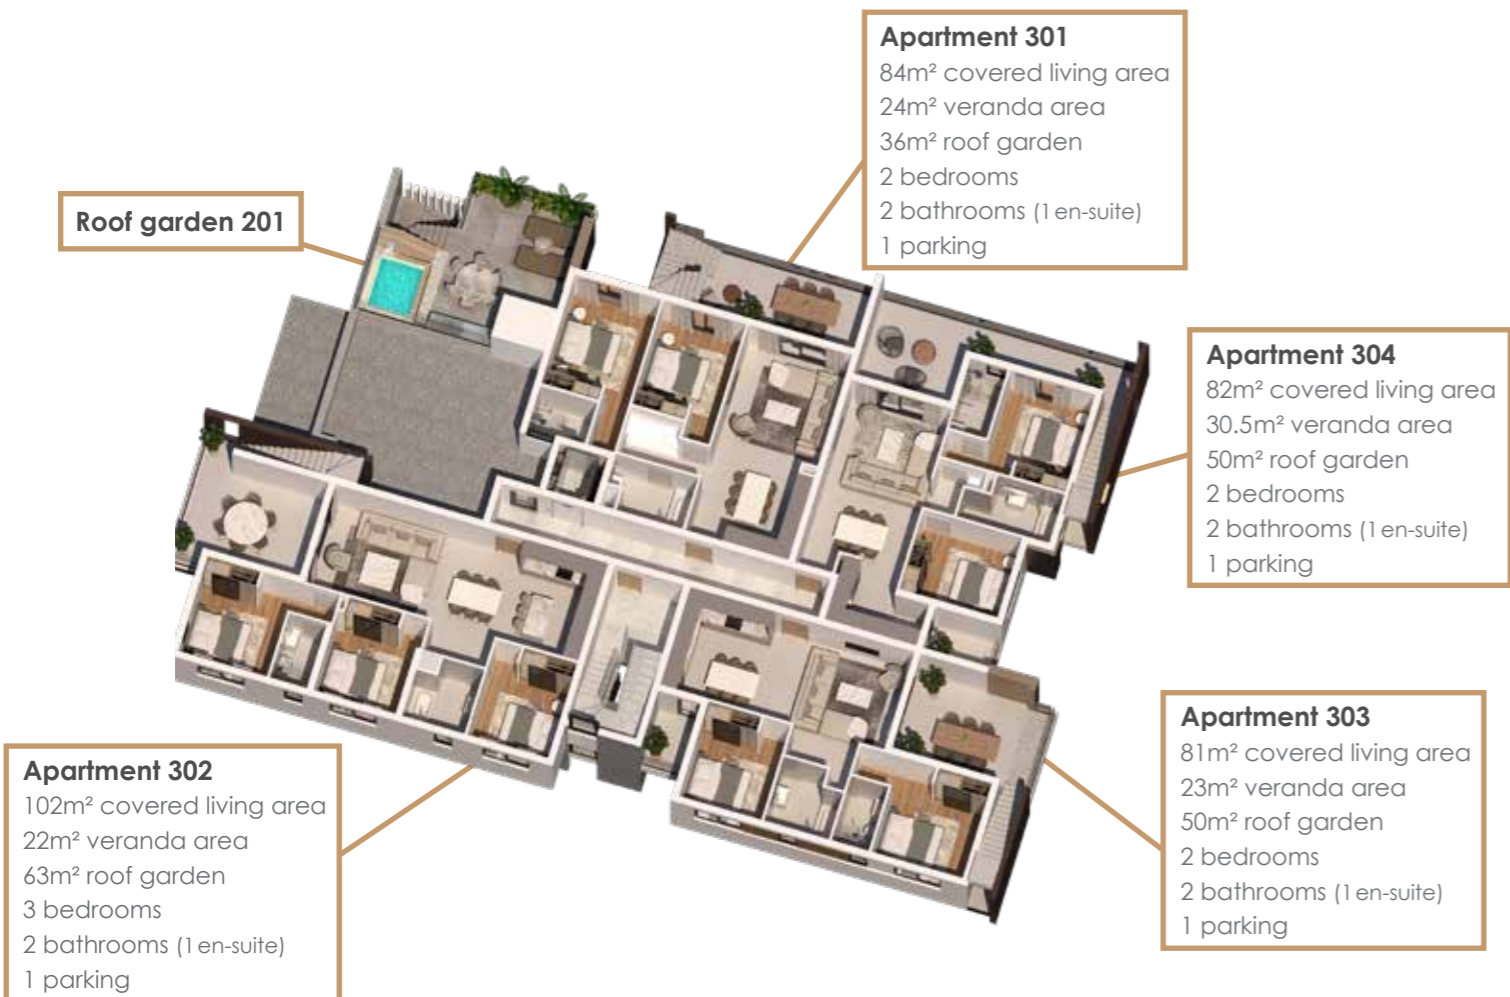 Apartment 301
84m² covered living area
24m² veranda area
36m² roof garden
2 bedrooms
2 bathrooms (1 en-suite)
1 parking
Roof garden 201
Apartment 304
82m² covered living area
30.5m² veranda area
50m² roof garden
2 bedrooms
2 bathrooms (1 en-suite)
1 parking
Apartment 303
81m² covered living area
23m² veranda area
50m² roof garden
2 bedrooms
2 bathrooms (1 en-suite)
1 parking
Apartment 302
102m² covered living area
22m² veranda area
63m² roof garden
3 bedrooms
2 bathrooms (1 en-suite)
1 parking